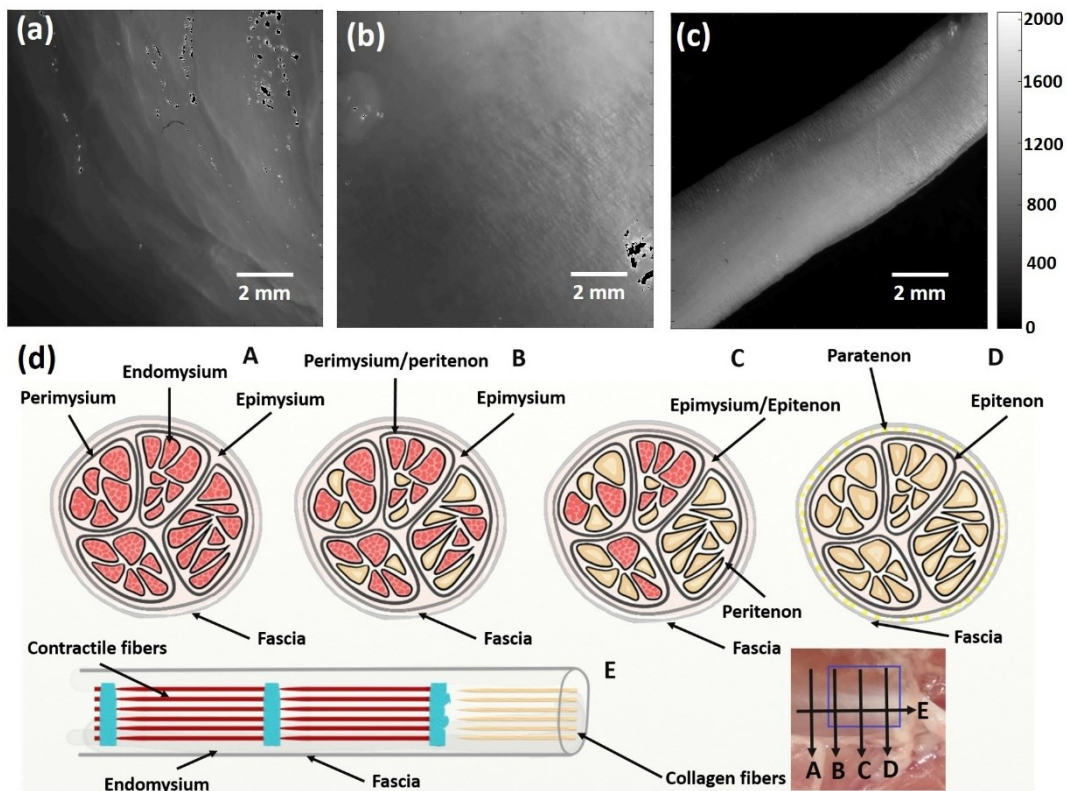 (a)
(b)
(c)
2 mm
2 mm
2 mm
2000
1600
1200
800
400
0
(d)
A
Endomysium
Perimysium
Epimysium
Fascia
B
Perimysium/peritenon
Epimysium
Fascia
C
Epimysium/Epitenon
Peritenon
Fascia
D
Paratenon
Epitenon
Fascia
E
Contractile fibers
Endomysium
Fascia
Collagen fibers
E
A B C D